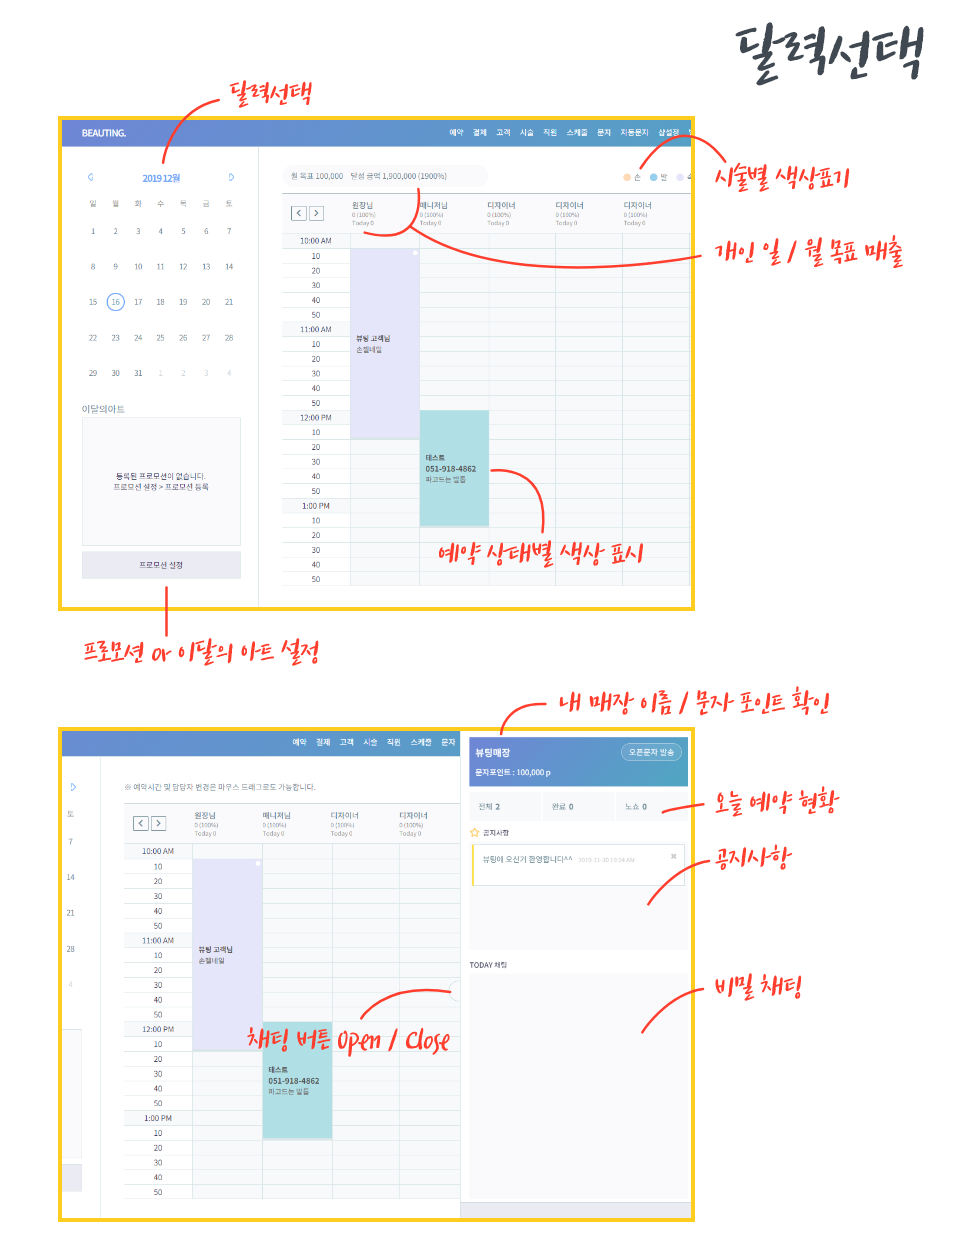 달력선택
달력선택
BEAUTING.
예약 결제 고객 시술 직원 스케줄 문자 자동문자 샵설정
2019 12월
월 목표 100,000 달성 금액 1,900,000 (1900%)
손 발
시술별 색상표기
일 월 화 수 목 금 토
원장님 매니저님 디자이너 디자이너 디자이너
0 (100%) 0 (100%) 0 (100%) 0 (100%) 0 (100%)
Today 0 Today 0 Today 0 Today 0 Today 0
개인 일 / 월 목표 매출
1 2 3 4 5 6 7
8 9 10 11 12 13 14
15 16 17 18 19 20 21
22 23 24 25 26 27 28
29 30 31 1 2 3 4
이달의아트
등록된 프로모션이 없습니다.
프로모션 설정 > 프로모션 등록
프로모션 설정
10:00 AM
10
20
30
40
50
11:00 AM
10
20
30
40
50
12:00 PM
10
20
30
40
50
1:00 PM
10
20
30
40
50
뷰팅 고객님
손젤네일
테스트
051-918-4862
파고드는 발톱
예약 상태별 색상 표시
프로모션 or 이달의 아트 설정
내 매장 이름 / 문자 포인트 확인
예약 결제 고객 시술 직원 스케줄 문자
뷰팅매장
오픈문자 발송
문자포인트 : 100,000 p
※ 예약시간 및 담당자 변경은 마우스 드래그로도 가능합니다.
전체 2 완료 0 노쇼 0
오늘 예약 현황
토
7
14
21
28
4
원장님 매니저님 디자이너 디자이너
0 (100%) 0 (100%) 0 (100%) 0 (100%)
Today 0 Today 0 Today 0 Today 0
공지사항
뷰팅에 오신거 환영합니다^^ 2019-11-20 10:24 AM
공지사항
10:00 AM
10
20
30
40
50
11:00 AM
10
20
30
40
50
12:00 PM
10
20
30
40
50
1:00 PM
10
20
30
40
50
뷰팅 고객님
손젤네일
채팅 버튼 Open / Close
테스트
051-918-4862
파고드는 발톱
TODAY 채팅
비밀 채팅